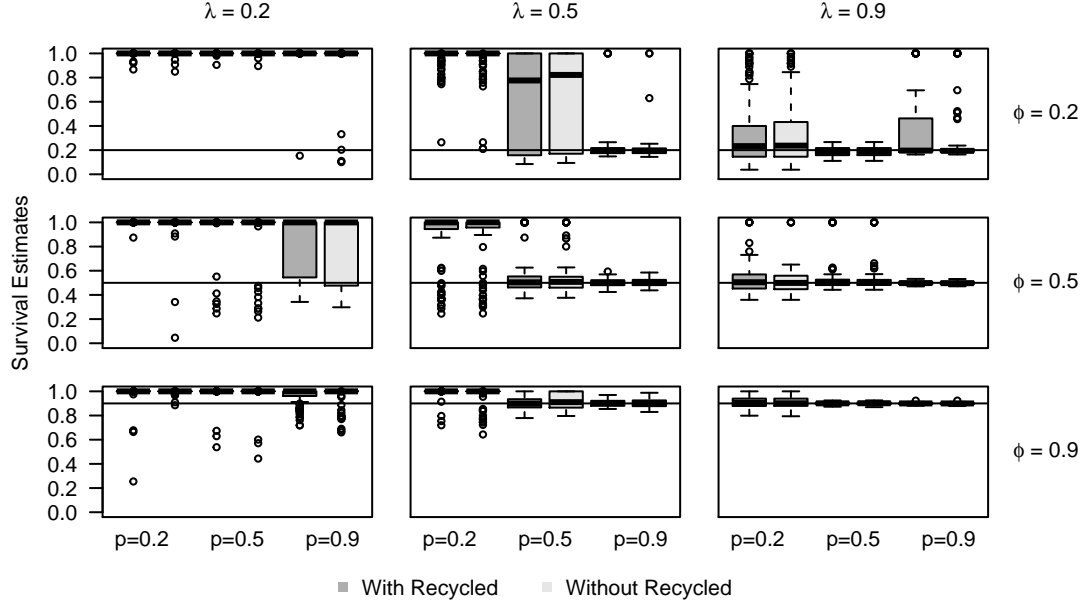 λ = 0.2 λ = 0.5 λ = 0.9
1.0
0.8
0.6
0.4
0.2
0.0
ϕ = 0.2
Survival Estimates
1.0
0.8
0.6
0.4
0.2
0.0
ϕ = 0.5
1.0
0.8
0.6
0.4
0.2
0.0
ϕ = 0.9
p=0.2 p=0.5 p=0.9 p=0.2 p=0.5 p=0.9 p=0.2 p=0.5 p=0.9
With Recycled Without Recycled